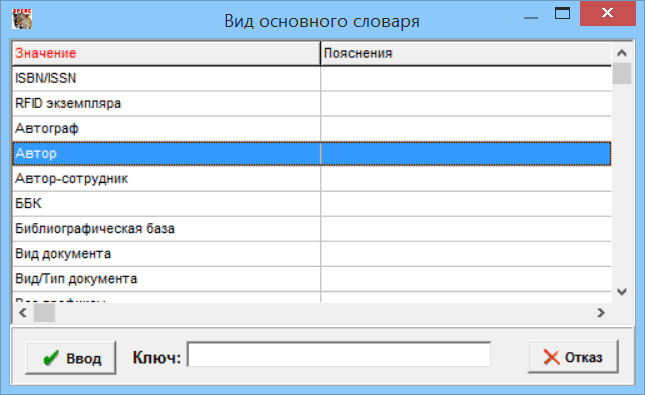 Вид основного словаря
Значение Пояснения
ISBN/ISSN
RFID экземпляра
Автограф
Автор
Автор-сотрудник
ББК
Библиографическая база
Вид документа
Вид/Тип документа
Ввод Ключ: Отказ